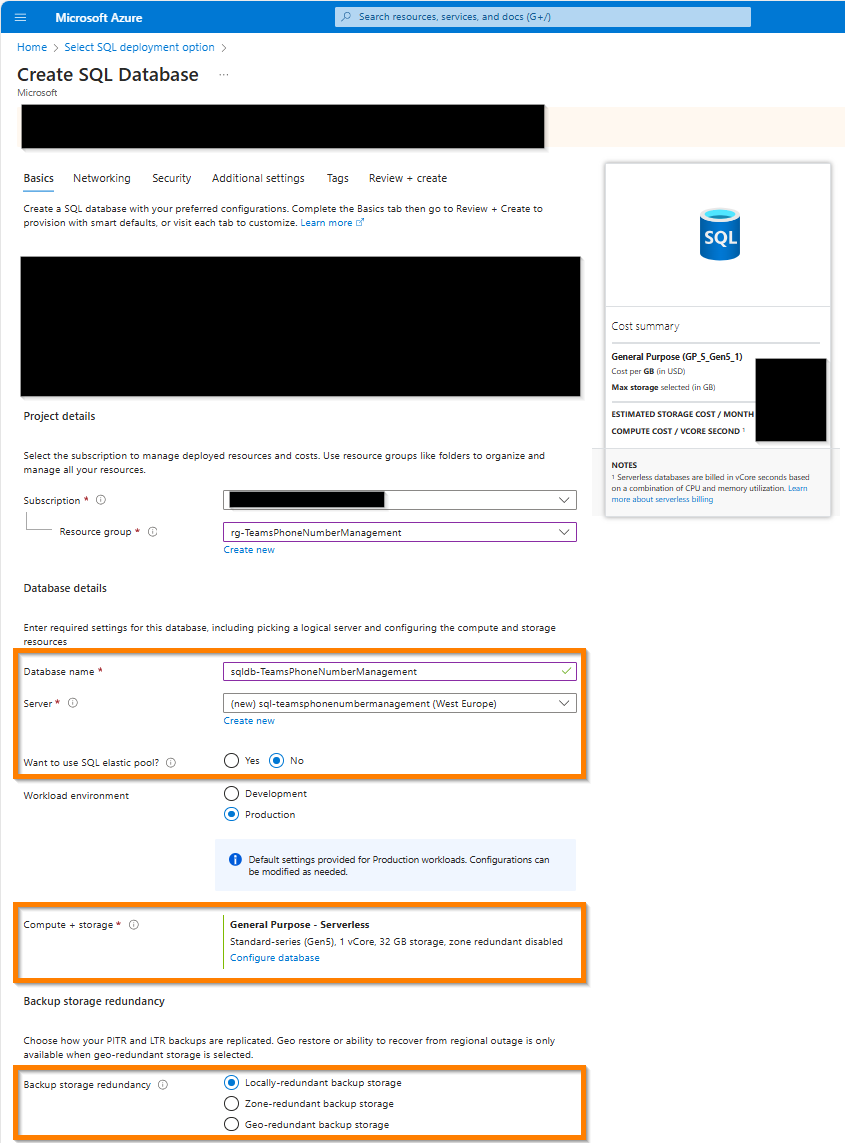 Microsoft Azure
Search resources, services, and docs (G+/)
Home > Select SQL deployment option >
Create SQL Database ...
Microsoft
Basics Networking Security Additional settings Tags Review + create
Create a SQL database with your preferred configurations. Complete the Basics tab then go to Review + Create to
provision with smart defaults, or visit each tab to customize. Learn more
Project details
Select the subscription to manage deployed resources and costs. Use resource groups like folders to organize and
manage all your resources.
Subscription *
Resource group *
rg-TeamsPhoneNumberManagement
Create new
Database details
Enter required settings for this database, including picking a logical server and configuring the compute and storage
resources
Database name *
sqldb-TeamsPhoneNumberManagement
Server *
(new) sql-teamsphonenumbermanagement (West Europe)
Create new
Want to use SQL elastic pool?
Yes No
Workload environment
Development
Production
Default settings provided for Production workloads. Configurations can
be modified as needed.
Compute + storage *
General Purpose - Serverless
Standard-series (Gen5), 1 vCore, 32 GB storage, zone redundant disabled
Configure database
Backup storage redundancy
Choose how your PITR and LTR backups are replicated. Geo restore or ability to recover from regional outage is only
available when geo-redundant storage is selected.
Backup storage redundancy
Locally-redundant backup storage
Zone-redundant backup storage
Geo-redundant backup storage
SQL
Cost summary
General Purpose (GP_S_Gen5_1)
Cost per GB (in USD)
Max storage selected (in GB)
ESTIMATED STORAGE COST / MONTH
COMPUTE COST / VCORE SECOND 1
NOTES
1 Serverless databases are billed in vCore seconds based
on a combination of CPU and memory utilization. Learn
more about serverless billing